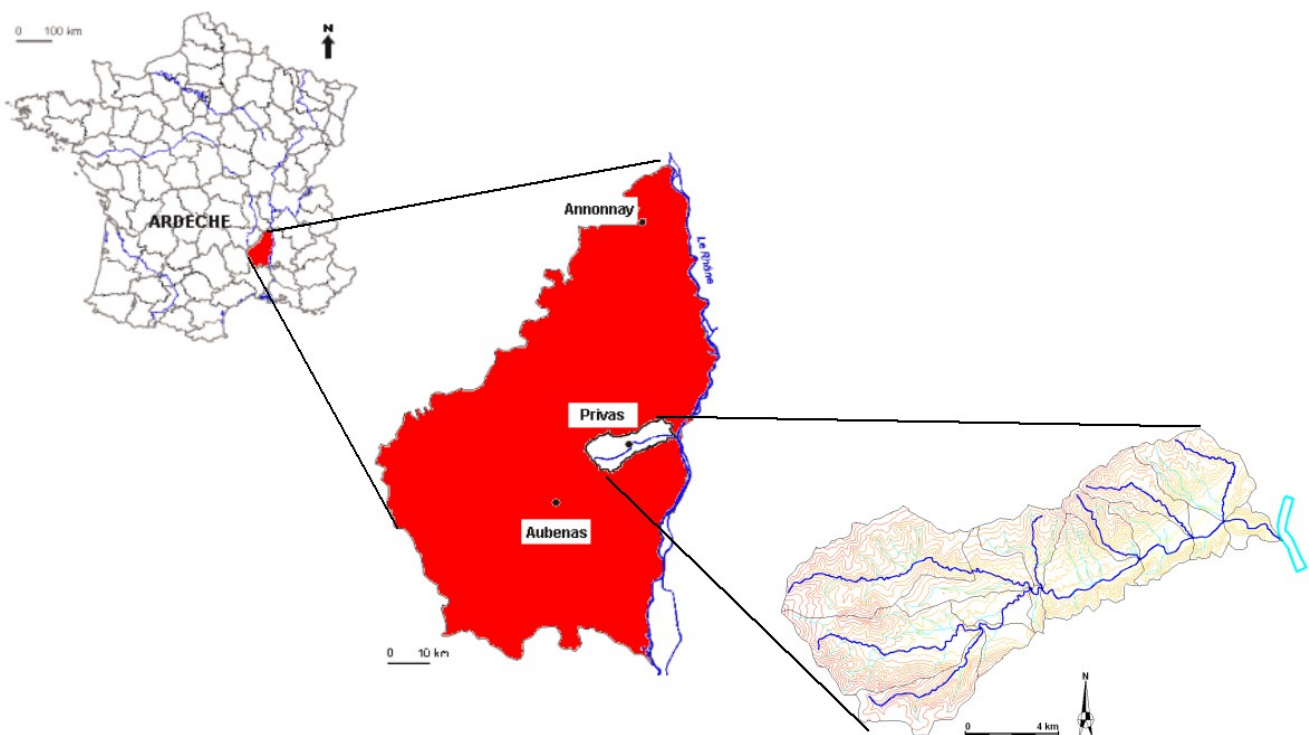 0 100 km
N
ARDECHE
Annonnay
Le Rhône
Privas
Aubenas
0 10 km
N
0 4 km